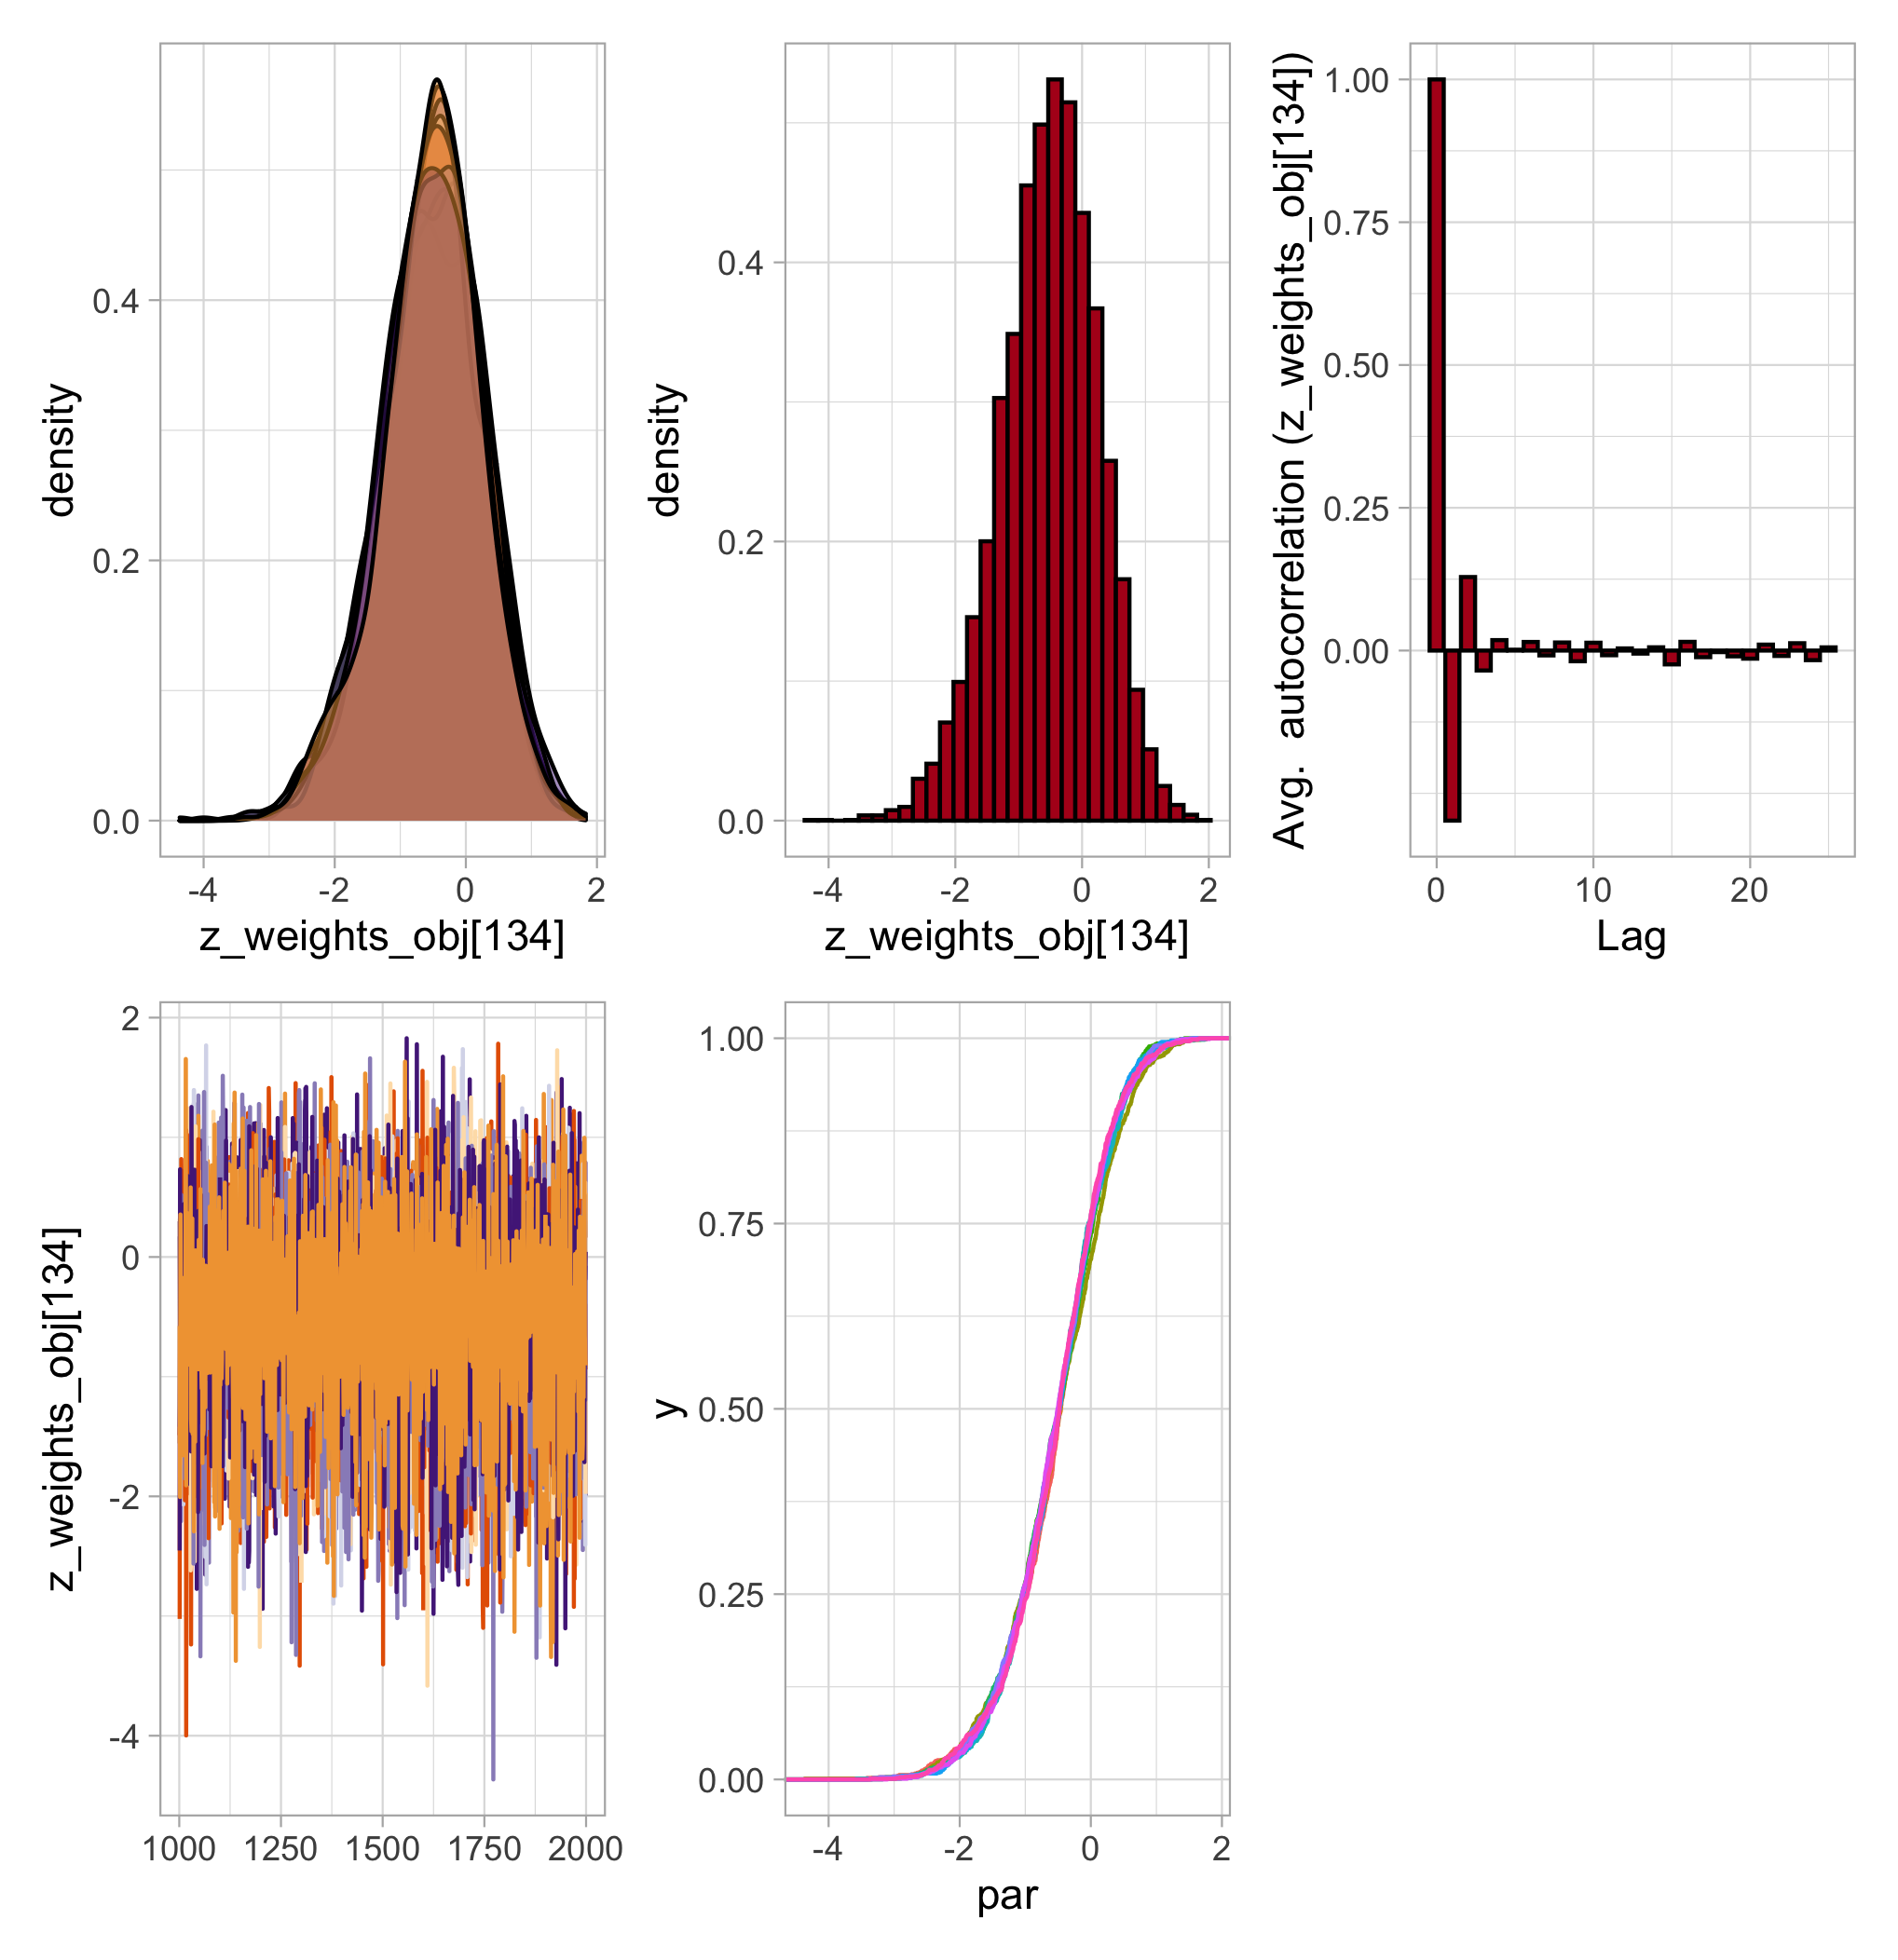 density
0.4
0.2
0.0
-4 -2 0 2
z_weights_obj[134]
density
0.4
0.2
0.0
-4 -2 0 2
z_weights_obj[134]
Avg. autocorrelation (z_weights_obj[134])
1.00
0.75
0.50
0.25
0.00
0 10 20
Lag
z_weights_obj[134]
2
0
-2
-4
1000 1250 1500 1750 2000
y
1.00
0.75
0.50
0.25
0.00
-4 -2 0 2
par